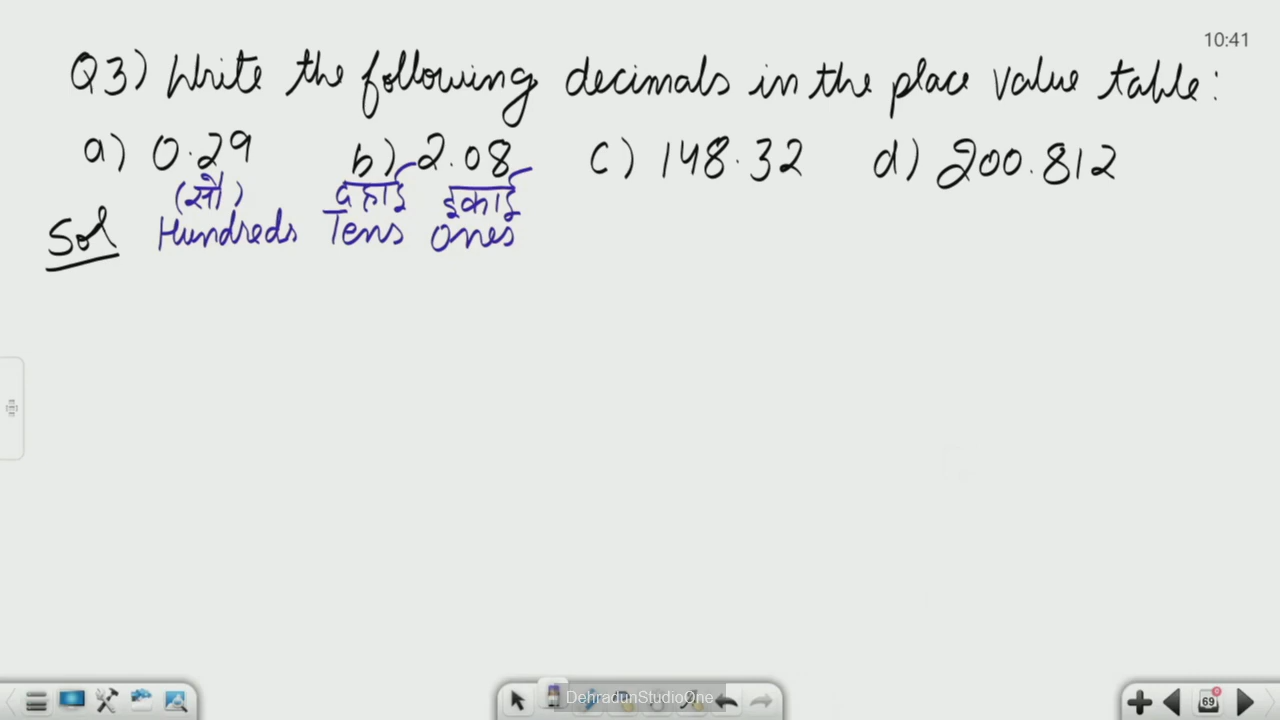 10:41
Q3) Write the following decimals in the place value table:
a) 0.29 b) 2.08 c) 148.32 d) 200.812
(सौ) दहाई इकाई
Sol Hundreds Tens Ones
DehradunStudioOne
69